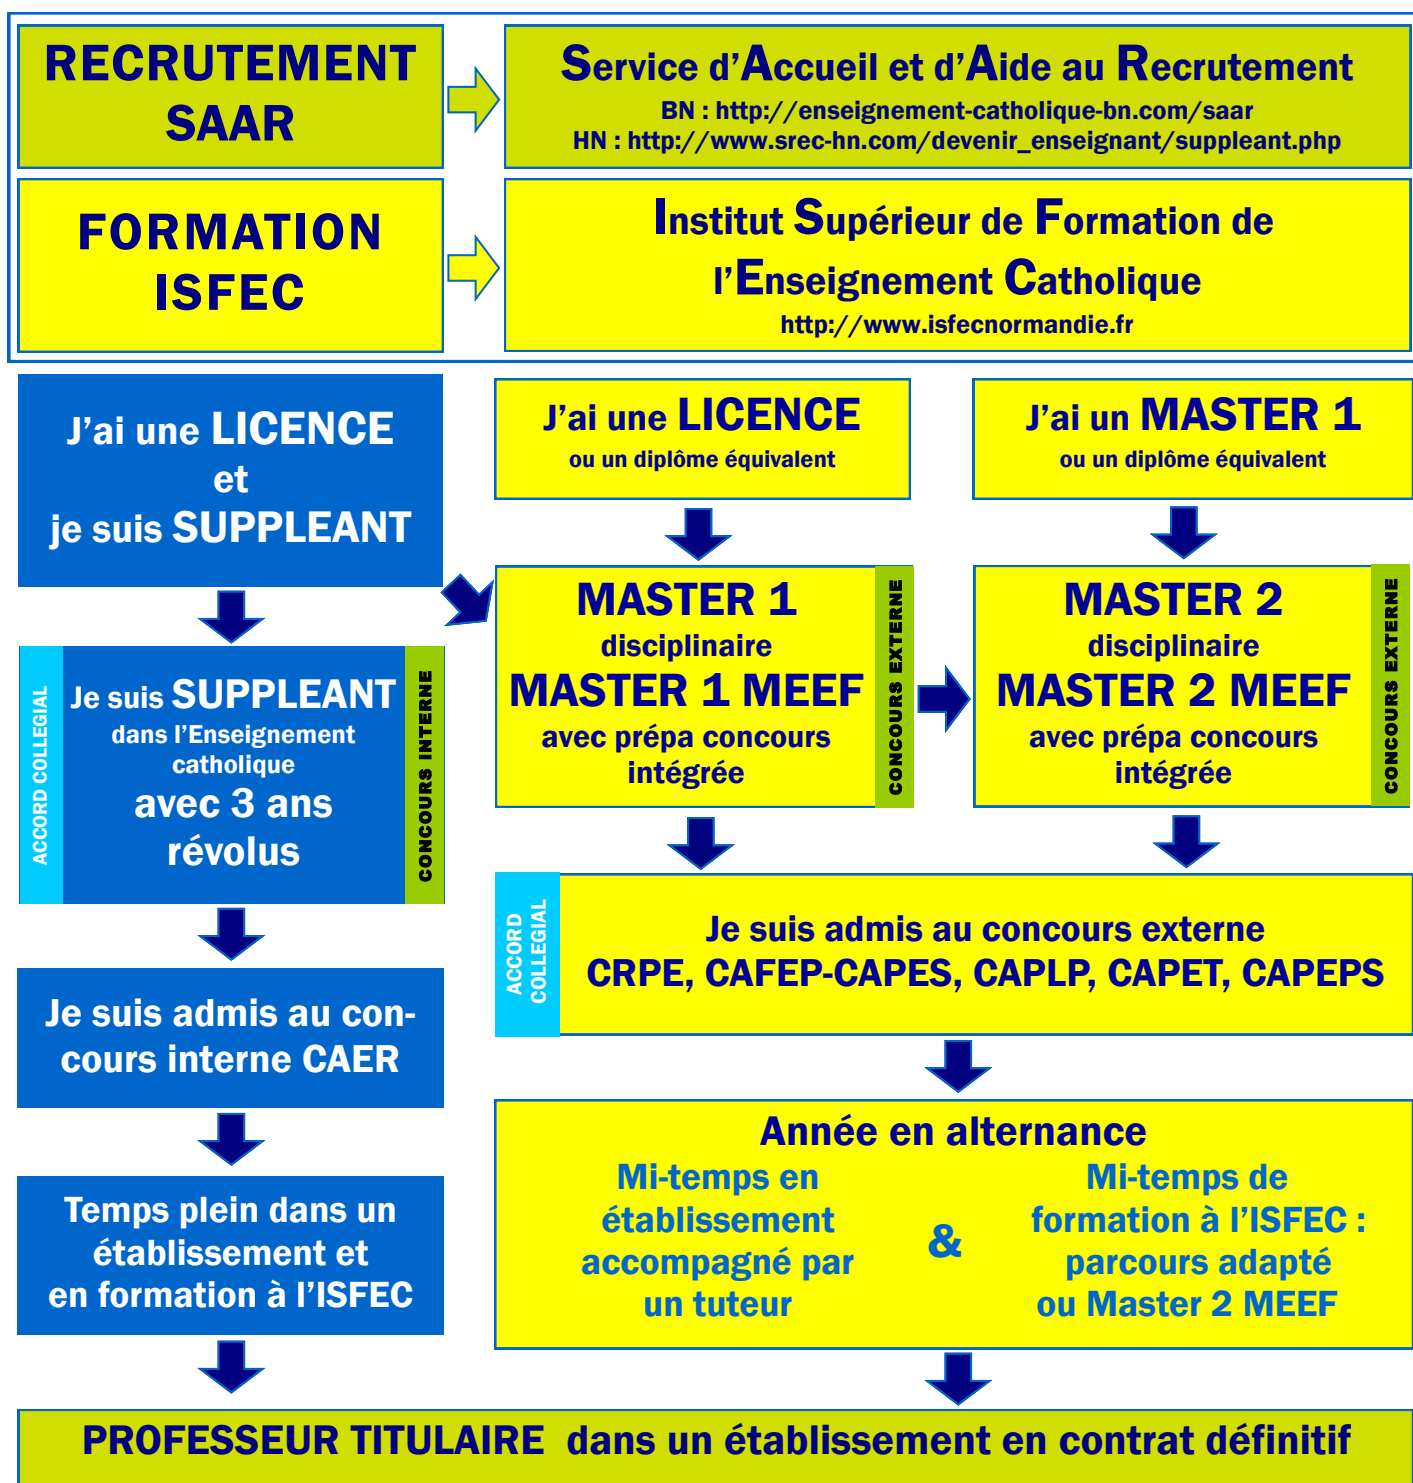 RECRUTEMENT
SAAR
Service d'Accueil et d'Aide au Recrutement
BN : http://enseignement-catholique-bn.com/saar
HN : http://www.srec-hn.com/devenir_enseignant/suppleant.php
FORMATION
ISFEC
Institut Supérieur de Formation de
l'Enseignement Catholique
http://www.isfecnormandie.fr
J'ai une LICENCE
et
je suis SUPPLEANT
J'ai une LICENCE
ou un diplôme équivalent
J'ai un MASTER 1
ou un diplôme équivalent
ACCORD COLLEGIAL
Je suis SUPPLEANT
dans l'Enseignement
catholique
avec 3 ans
révolus
CONCOURS INTERNE
MASTER 1
disciplinaire
MASTER 1 MEEF
avec prépa concours
intégrée
CONCOURS EXTERNE
MASTER 2
disciplinaire
MASTER 2 MEEF
avec prépa concours
intégrée
CONCOURS EXTERNE
ACCORD
COLLEGIAL
Je suis admis au concours externe
CRPE, CAFEP-CAPES, CAPLP, CAPET, CAPEPS
Je suis admis au con-
cours interne CAER
Année en alternance
Mi-temps en
établissement
accompagné par
un tuteur
&
Mi-temps de
formation à l'ISFEC :
parcours adapté
ou Master 2 MEEF
Temps plein dans un
établissement et
en formation à l'ISFEC
PROFESSEUR TITULAIRE dans un établissement en contrat définitif